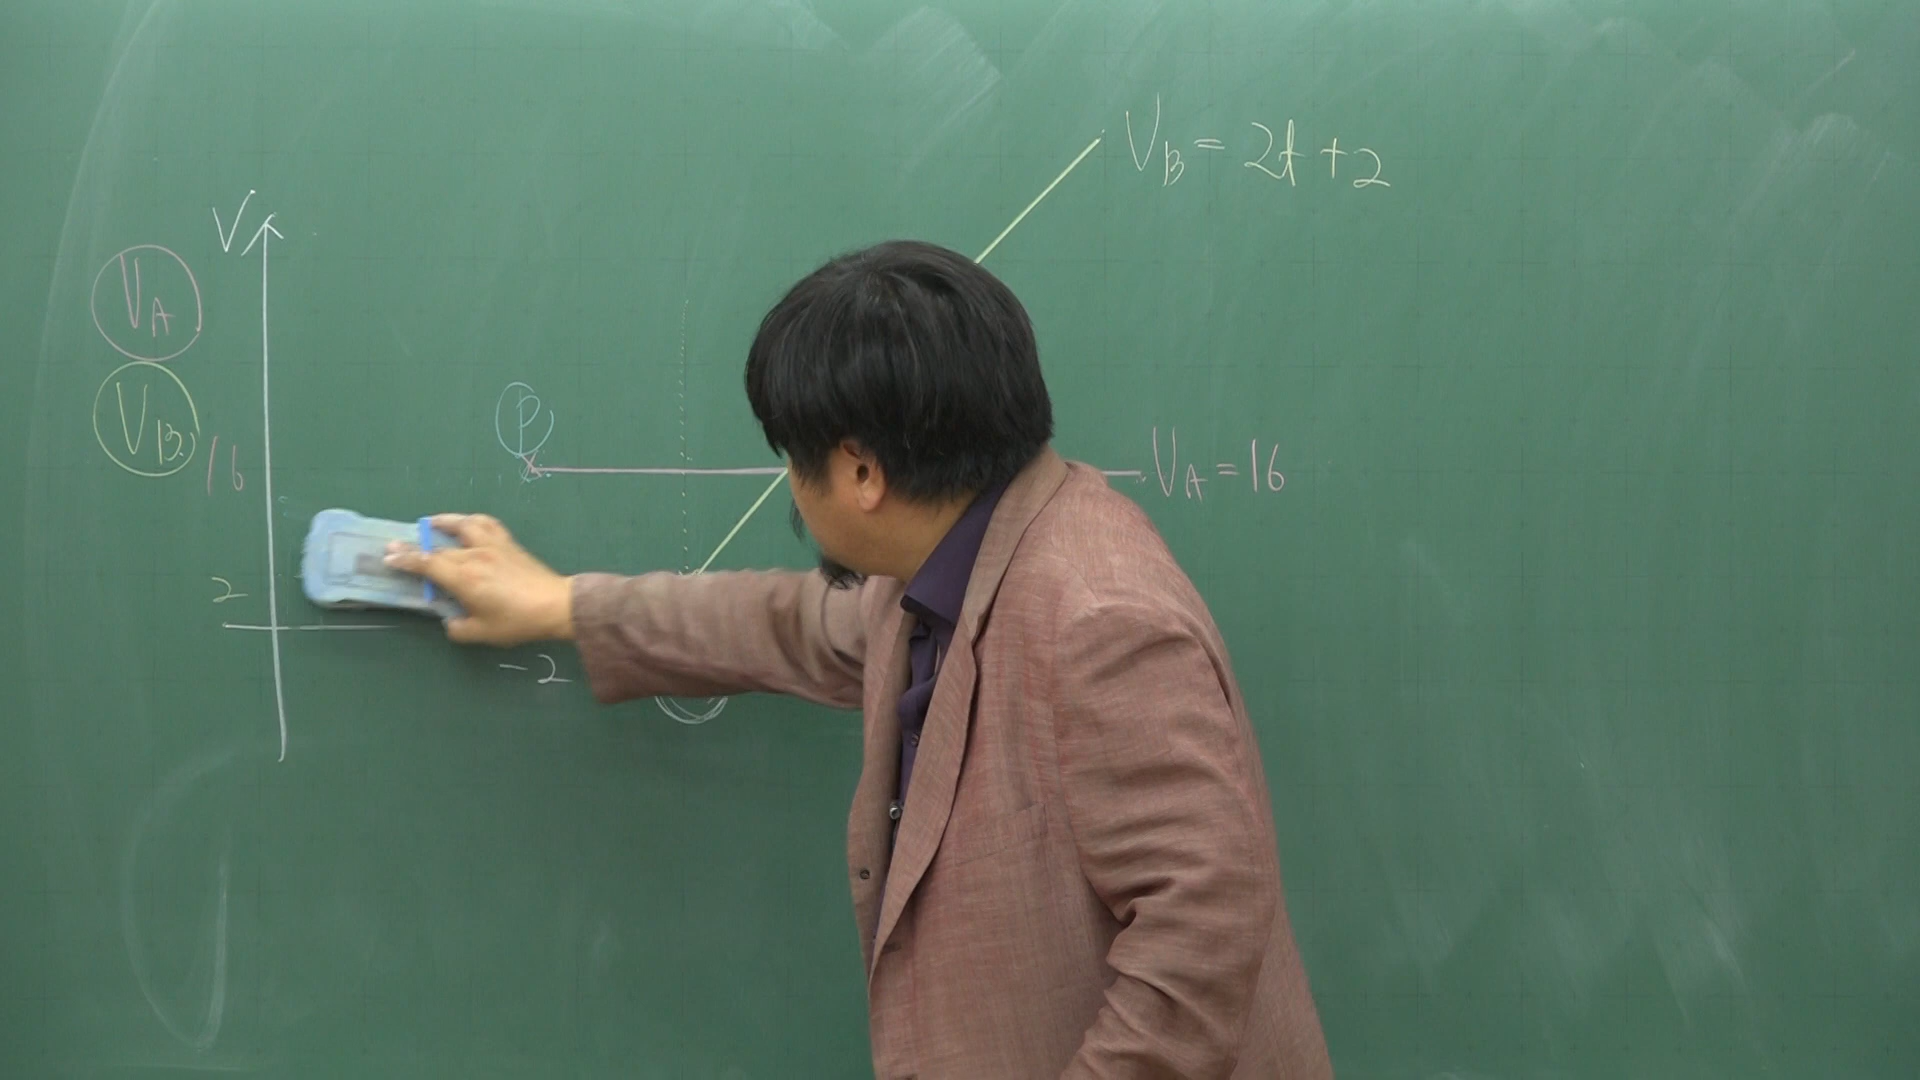 V_B = 2t + 2
V
V_A
P
V_B
16
V_A = 16
2
-2